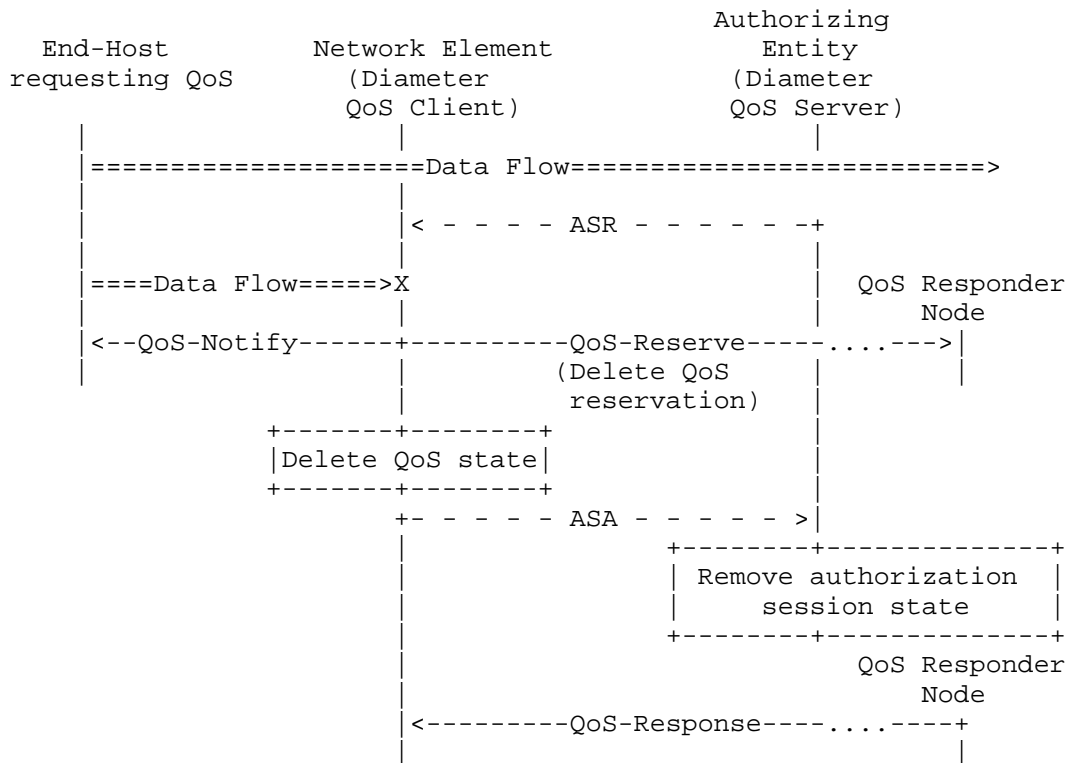 Authorizing
End-Host Network Element Entity
requesting QoS (Diameter (Diameter
QoS Client) QoS Server)
Data Flow
ASR
Data Flow X QoS Responder
Node
QoS-Notify QoS-Reserve
(Delete QoS
reservation)
Delete QoS state
ASA
Remove authorization
session state
QoS Responder
Node
QoS-Response